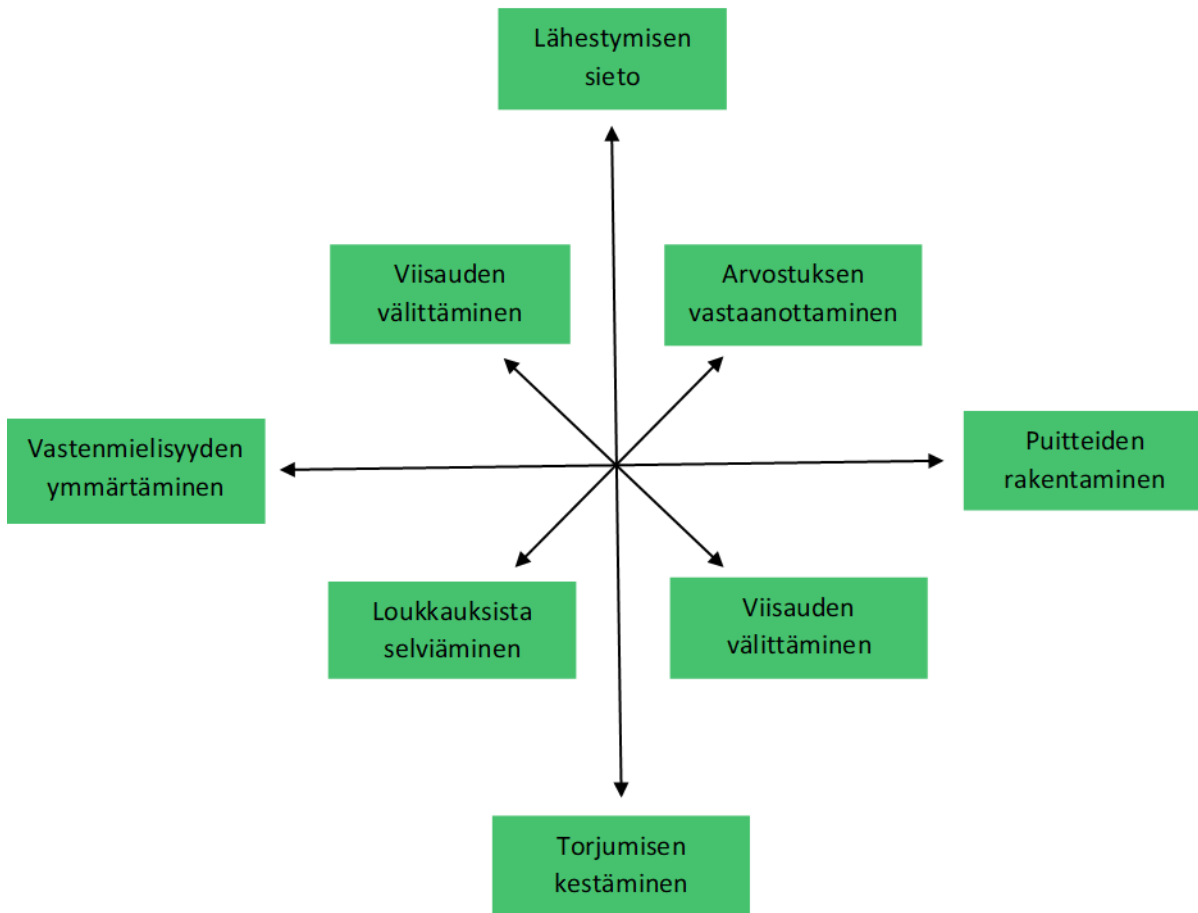 Lähestymisen
sieto
Viisauden
välittäminen
Arvostuksen
vastaanottaminen
Vastenmielisyyden
ymmärtäminen
Puitteiden
rakentaminen
Loukkauksista
selviäminen
Viisauden
välittäminen
Torjumisen
kestäminen